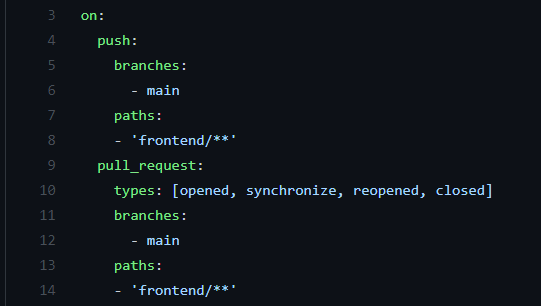 3 on:
4   push:
5     branches:
6       - main
7     paths:
8     - 'frontend/**'
9   pull_request:
10     types: [opened, synchronize, reopened, closed]
11     branches:
12       - main
13     paths:
14     - 'frontend/**'